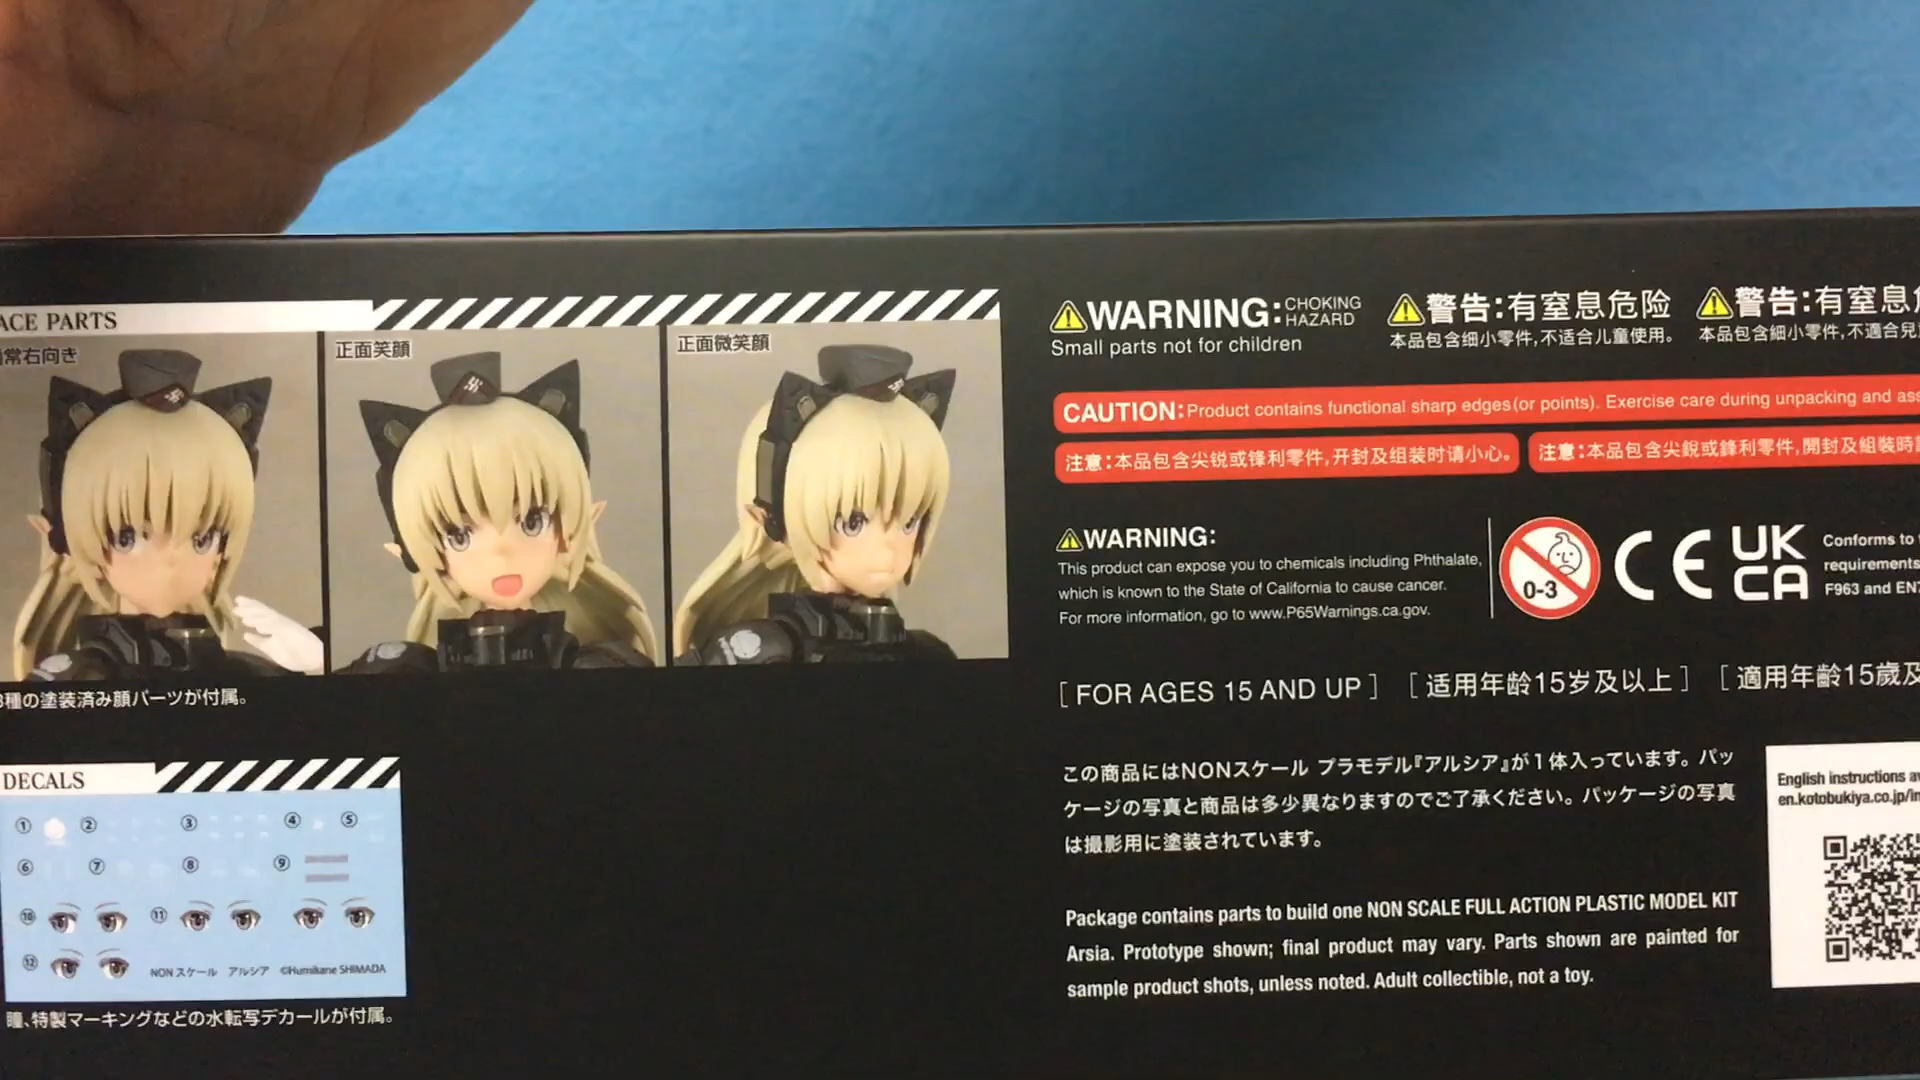 ACE PARTS
常右向き
正面笑顔
正面微笑顔
3種の塗装済み顔パーツが付属。
DECALS
① ② ③ ④ ⑤
⑥ ⑦ ⑧ ⑨
⑩ ⑪
⑫ NON スケール アルシア ©Humikane SHIMADA
瞳、特製マーキングなどの水転写デカールが付属。
WARNING: CHOKING HAZARD
Small parts not for children
警告:有窒息危险
本品包含细小零件,不适合儿童使用。
警告:有窒息
本品包含細小零件,不適合兒
CAUTION: Product contains functional sharp edges (or points). Exercise care during unpacking and ass
注意:本品包含尖锐或锋利零件,开封及组装时请小心。
注意:本品包含尖銳或鋒利零件,開封及組裝時
WARNING:
This product can expose you to chemicals including Phthalate,
which is known to the State of California to cause cancer.
For more information, go to www.P65Warnings.ca.gov.
0-3
CE
UK
CA
Conforms to
requirements
F963 and EN7
[ FOR AGES 15 AND UP ]
[ 适用年龄15岁及以上 ]
[ 適用年齡15歲及
この商品にはNONスケール プラモデル『アルシア』が1体入っています。パッ
ケージの写真と商品は多少異なりますのでご了承ください。パッケージの写真
は撮影用に塗装されています。
Package contains parts to build one NON SCALE FULL ACTION PLASTIC MODEL KIT
Arsia. Prototype shown; final product may vary. Parts shown are painted for
sample product shots, unless noted. Adult collectible, not a toy.
English instructions av
en.kotobukiya.co.jp/in